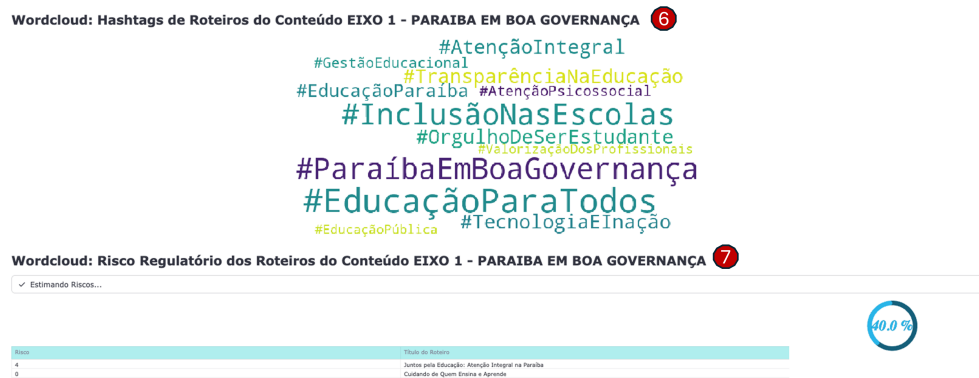 Wordcloud: Hashtags de Roteiros do Conteúdo EIXO 1 - PARAIBA EM BOA GOVERNANÇA 6
#AtençãoIntegral
#GestãoEducacional
#TransparênciaNaEducação
#EducaçãoParaíba #AtençãoPsicossocial
#InclusãoNasEscolas
#OrgulhoDeSerEstudante
#ValorizaçãoDosProfissionais
#ParaíbaEmBoaGovernança
#EducaçãoParaTodos
#TecnologiaEInação
#EducaçãoPública
Wordcloud: Risco Regulatório dos Roteiros do Conteúdo EIXO 1 - PARAIBA EM BOA GOVERNANÇA 7
Estimando Riscos...
40.0 %
Risco Título do Roteiro
4 Juntos pela Educação: Atenção Integral na Paraíba
0 Cuidando de Quem Ensina e Aprende